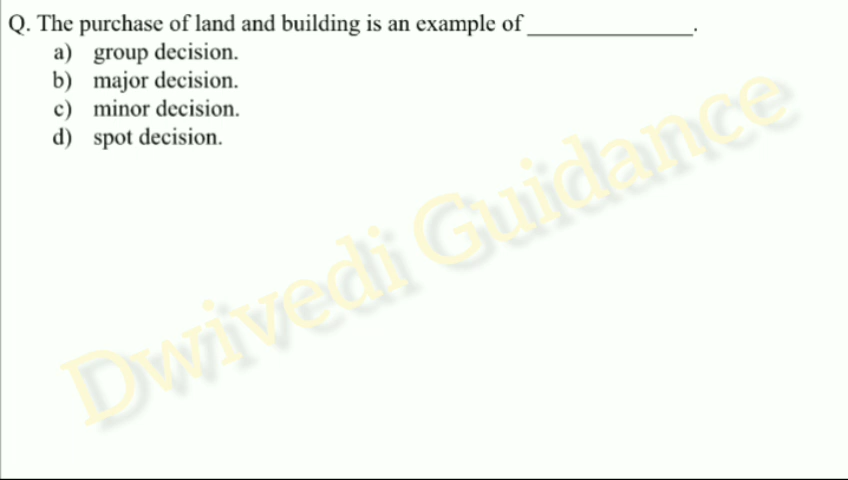 Q. The purchase of land and building is an example of ________________.
a) group decision.
b) major decision.
c) minor decision.
d) spot decision.
Dwivedi Guidance